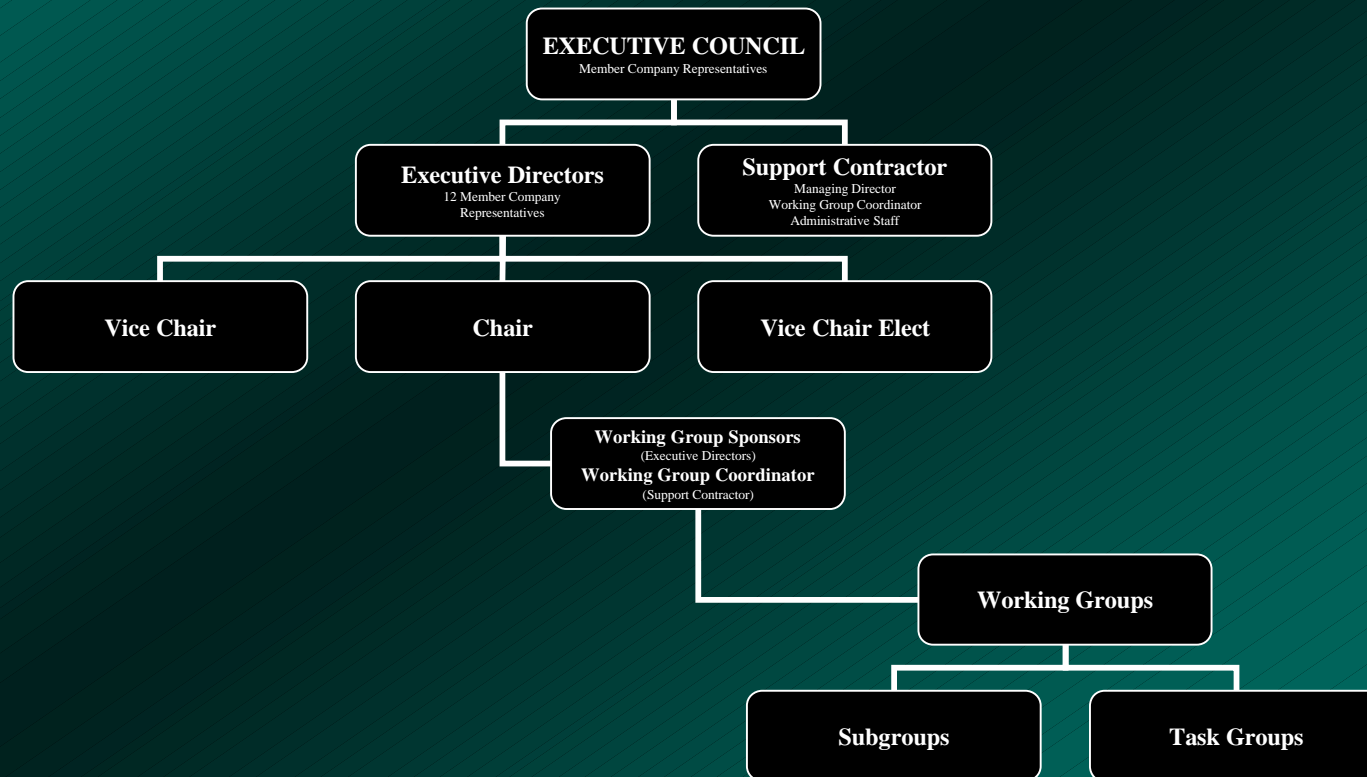 EXECUTIVE COUNCIL
Member Company Representatives
Executive Directors
12 Member Company
Representatives
Support Contractor
Managing Director
Working Group Coordinator
Administrative Staff
Vice Chair
Chair
Vice Chair Elect
Working Group Sponsors
(Executive Directors)
Working Group Coordinator
(Support Contractor)
Working Groups
Subgroups
Task Groups